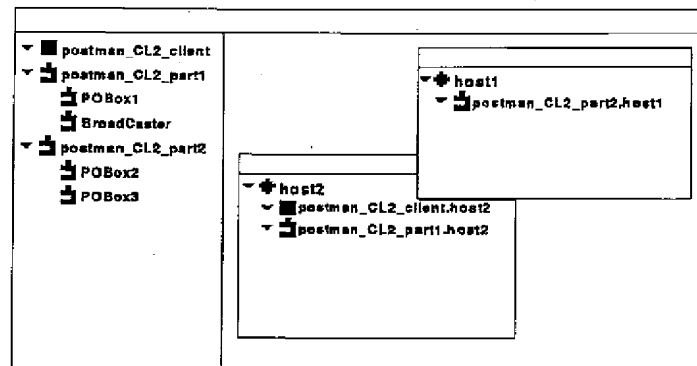 postman_CL2_client
postman_CL2_part1
POBox1
BroadCaster
postman_CL2_part2
POBox2
POBox3
host1
postman_CL2_part2.host1
host2
postman_CL2_client.host2
postman_CL2_part1.host2